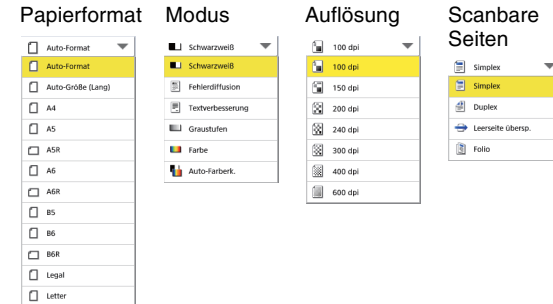 Papierformat
Auto-Format
Auto-Format
Auto-Größe (Lang)
A4
A5
A5R
A6
A6R
B5
B6
B6R
Legal
Letter
Modus
Schwarzweiß
Schwarzweiß
Fehlerdiffusion
Textverbesserung
Graustufen
Farbe
Auto-Farberk.
Auflösung
100 dpi
100 dpi
150 dpi
200 dpi
240 dpi
300 dpi
400 dpi
600 dpi
Scanbare
Seiten
Simplex
Simplex
Duplex
Leerseite übersp.
Folio